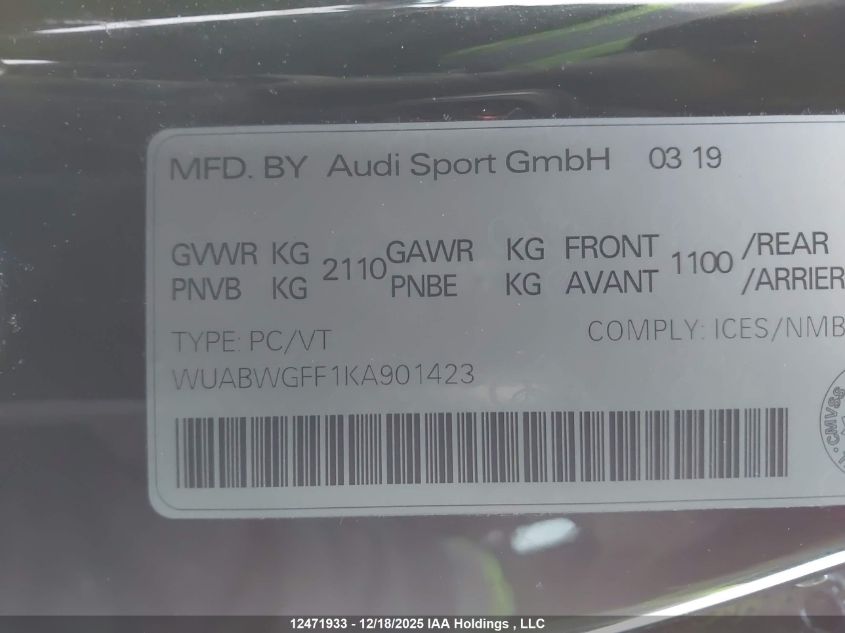 MFD. BY Audi Sport GmbH 03 19
GVWR KG 2110 GAWR KG FRONT 1100 /REAR
PNVB KG PNBE KG AVANT /ARRIER
TYPE: PC/VT COMPLY: ICES/NMB
WUABWGFF1KA901423
CMVSS
12471933 - 12/18/2025 IAA Holdings , LLC